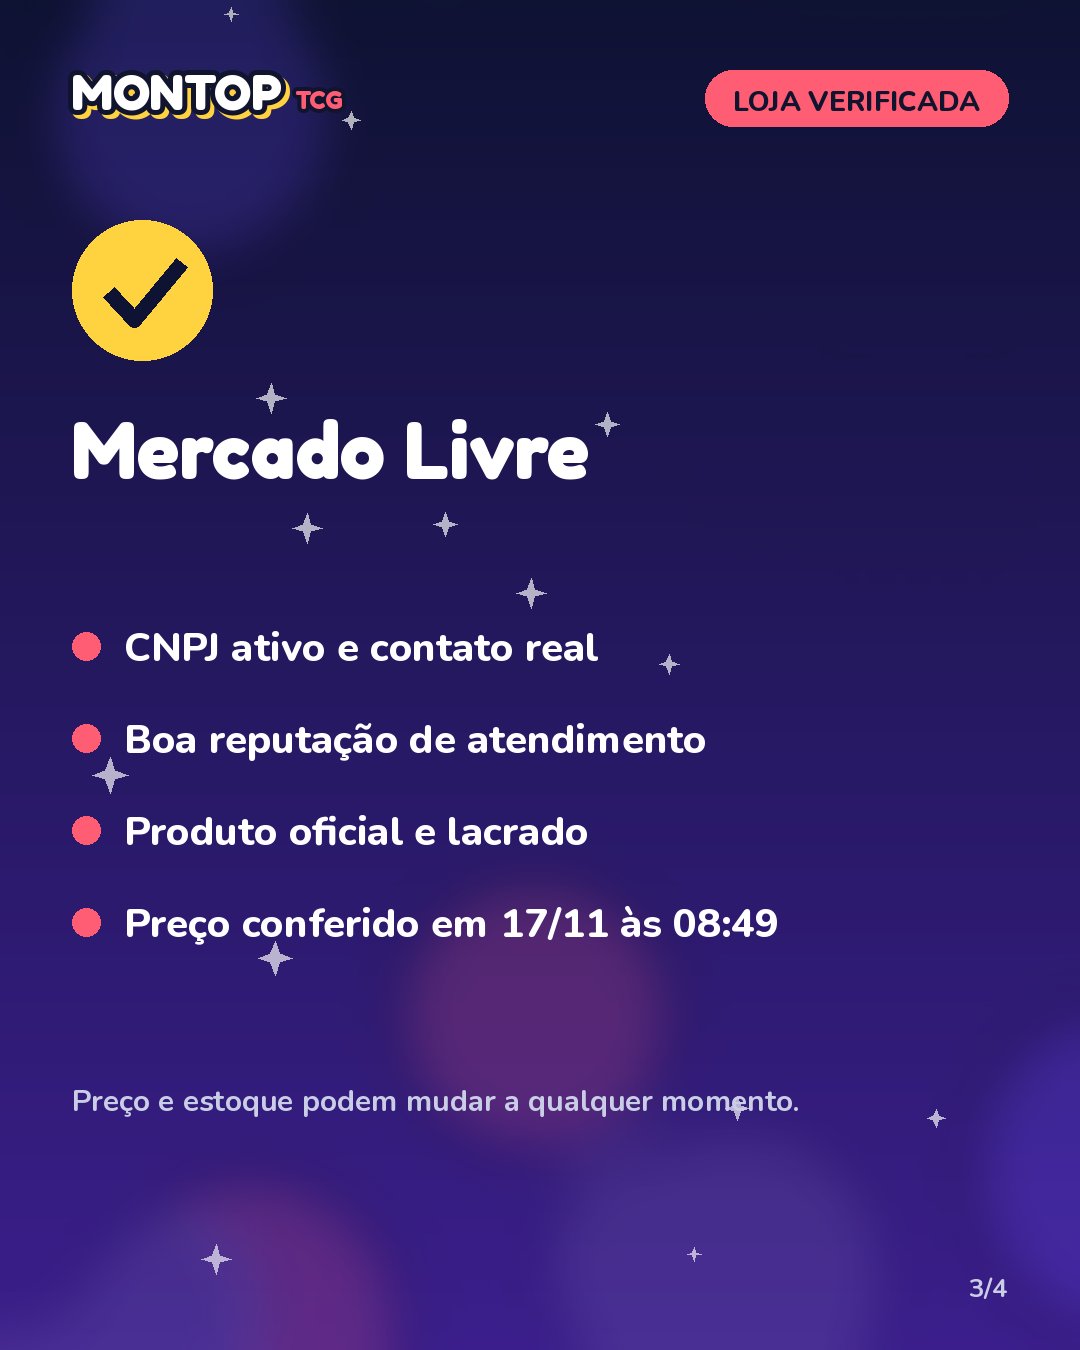 MONTOP TCG
LOJA VERIFICADA
Mercado Livre
CNPJ ativo e contato real
Boa reputação de atendimento
Produto oficial e lacrado
Preço conferido em 17/11 às 08:49
Preço e estoque podem mudar a qualquer momento.
3/4